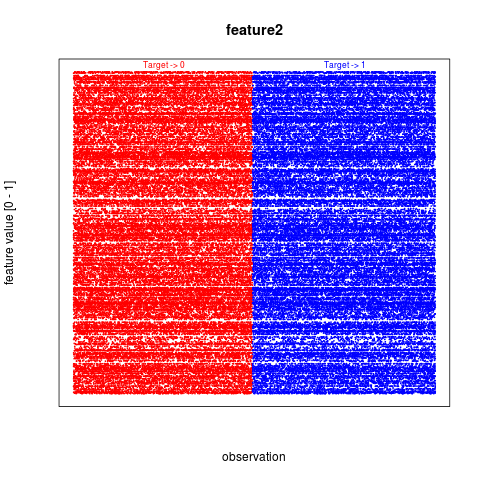 feature2
Target -> 0
Target -> 1
feature value [0 - 1]
observation